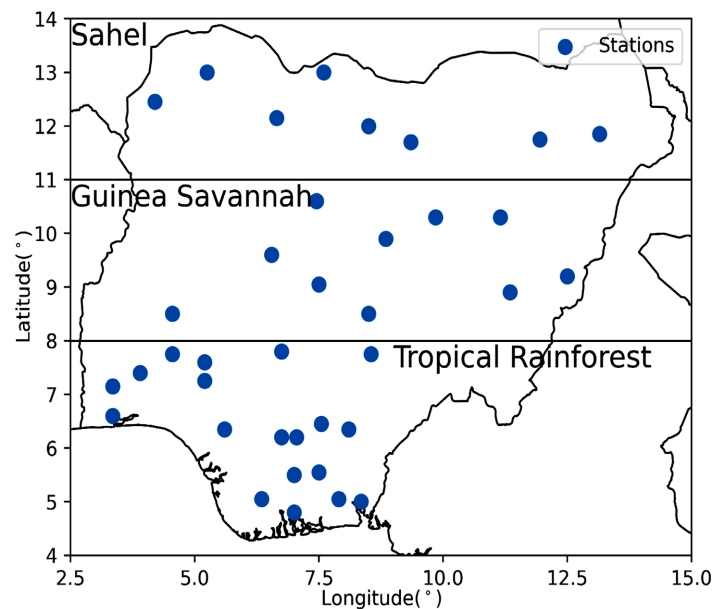 14
Sahel
Stations
13
12
11
Guinea Savannah
10
9
8
Tropical Rainforest
7
6
5
4
Latitude(°)
2.5 5.0 7.5 10.0 12.5 15.0
Longitude(°)